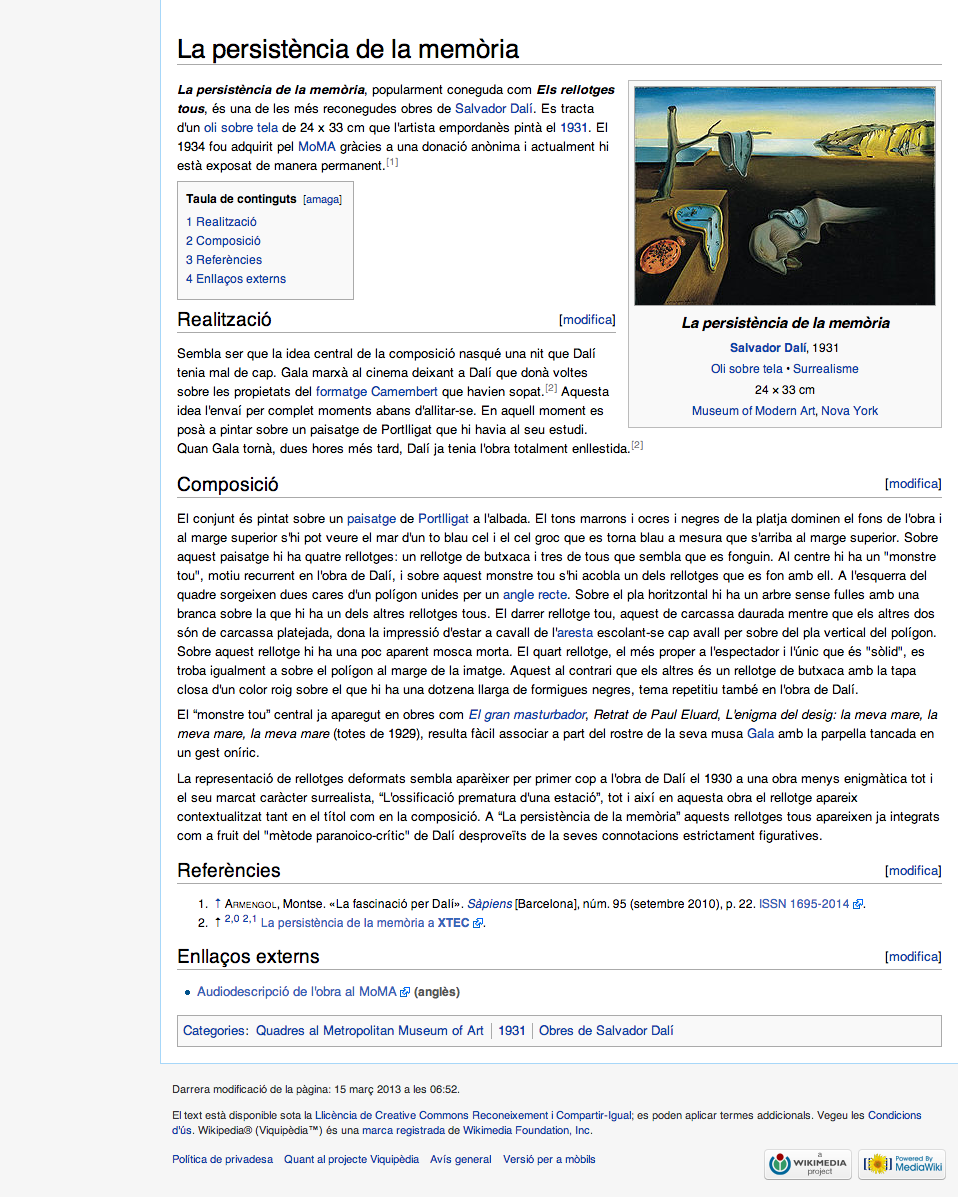 La persistència de la memòria
La persistència de la memòria, popularment coneguda com Els rellotges
tous, és una de les més reconegudes obres de Salvador Dalí. Es tracta
d'un oli sobre tela de 24 x 33 cm que l'artista empordanès pintà el 1931. El
1934 fou adquirit pel MoMA gràcies a una donació anònima i actualment hi
està exposat de manera permanent.[1]
Taula de continguts [amaga]
1 Realització
2 Composició
3 Referències
4 Enllaços externs
La persistència de la memòria
Salvador Dalí, 1931
Oli sobre tela • Surrealisme
24 × 33 cm
Museum of Modern Art, Nova York
Realització [modifica]
Sembla ser que la idea central de la composició nasqué una nit que Dalí
tenia mal de cap. Gala marxà al cinema deixant a Dalí que donà voltes
sobre les propietats del formatge Camembert que havien sopat.[2] Aquesta
idea l'envaí per complet moments abans d'allitar-se. En aquell moment es
posà a pintar sobre un paisatge de Portlligat que hi havia al seu estudi.
Quan Gala tornà, dues hores més tard, Dalí ja tenia l'obra totalment enllestida.[2]
Composició [modifica]
El conjunt és pintat sobre un paisatge de Portlligat a l'albada. El tons marrons i ocres i negres de la platja dominen el fons de l'obra i
al marge superior s'hi pot veure el mar d'un to blau cel i el cel groc que es torna blau a mesura que s'arriba al marge superior. Sobre
aquest paisatge hi ha quatre rellotges: un rellotge de butxaca i tres de tous que sembla que es fonguin. Al centre hi ha un "monstre
tou", motiu recurrent en l'obra de Dalí, i sobre aquest monstre tou s'hi acobla un dels rellotges que es fon amb ell. A l'esquerra del
quadre sorgeixen dues cares d'un polígon unides per un angle recte. Sobre el pla horitzontal hi ha un arbre sense fulles amb una
branca sobre la que hi ha un dels altres rellotges tous. El darrer rellotge tou, aquest de carcassa daurada mentre que els altres dos
són de carcassa platejada, dona la impressió d'estar a cavall de l'aresta escolant-se cap avall per sobre del pla vertical del polígon.
Sobre aquest rellotge hi ha una poc aparent mosca morta. El quart rellotge, el més proper a l'espectador i l'únic que és "sòlid", es
troba igualment a sobre el polígon al marge de la imatge. Aquest al contrari que els altres és un rellotge de butxaca amb la tapa
closa d'un color roig sobre el que hi ha una dotzena llarga de formigues negres, tema repetitiu també en l'obra de Dalí.
El “monstre tou” central ja aparegut en obres com El gran masturbador, Retrat de Paul Eluard, L'enigma del desig: la meva mare, la
meva mare, la meva mare (totes de 1929), resulta fàcil associar a part del rostre de la seva musa Gala amb la parpella tancada en
un gest oníric.
La representació de rellotges deformats sembla aparèixer per primer cop a l'obra de Dalí el 1930 a una obra menys enigmàtica tot i
el seu marcat caràcter surrealista, “L'ossificació prematura d'una estació”, tot i així en aquesta obra el rellotge apareix
contextualitzat tant en el títol com en la composició. A “La persistència de la memòria” aquests rellotges tous apareixen ja integrats
com a fruit del "mètode paranoico-crític" de Dalí desproveïts de la seves connotacions estrictament figuratives.
Referències [modifica]
1. ↑ Armengol, Montse. «La fascinació per Dalí». Sàpiens [Barcelona], núm. 95 (setembre 2010), p. 22. ISSN 1695-2014.
2. ↑ 2,0 2,1 La persistència de la memòria a XTEC.
Enllaços externs [modifica]
• Audiodescripció de l'obra al MoMA (anglès)
Categories: Quadres al Metropolitan Museum of Art | 1931 | Obres de Salvador Dalí
Darrera modificació de la pàgina: 15 març 2013 a les 06:52.
El text està disponible sota la Llicència de Creative Commons Reconeixement i Compartir-Igual; es poden aplicar termes addicionals. Vegeu les Condicions
d'ús. Wikipedia® (Viquipèdia™) és una marca registrada de Wikimedia Foundation, Inc.
Política de privadesa Quant al projecte Viquipèdia Avís general Versió per a mòbils
a
WIKIMEDIA
project
Powered By
MediaWiki